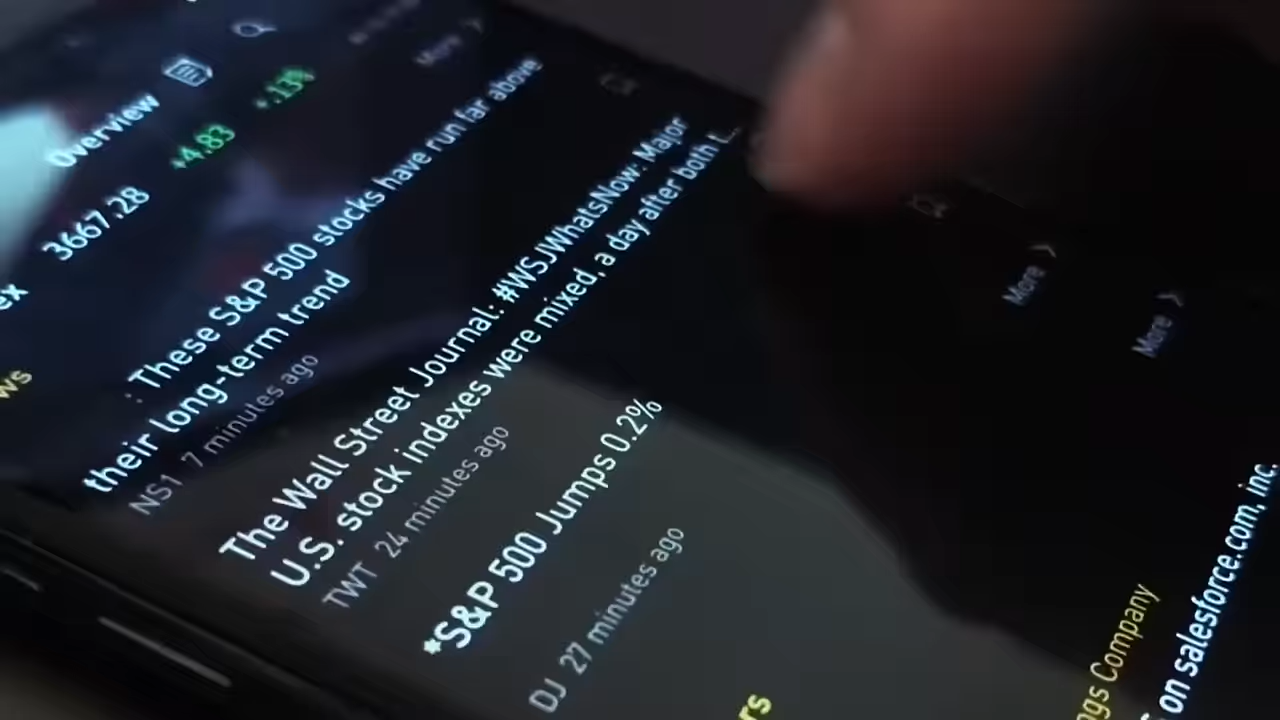 Overview
3667.28 +4.83 +.13%
More
: These S&P 500 stocks have run far above
their long-term trend
NS1 7 minutes ago
The Wall Street Journal: #WSJWhatsNow: Major
U.S. stock indexes were mixed, a day after both t...
TWT 24 minutes ago
*S&P 500 Jumps 0.2%
DJ 27 minutes ago
More
More
Company
on salesforce.com, inc.